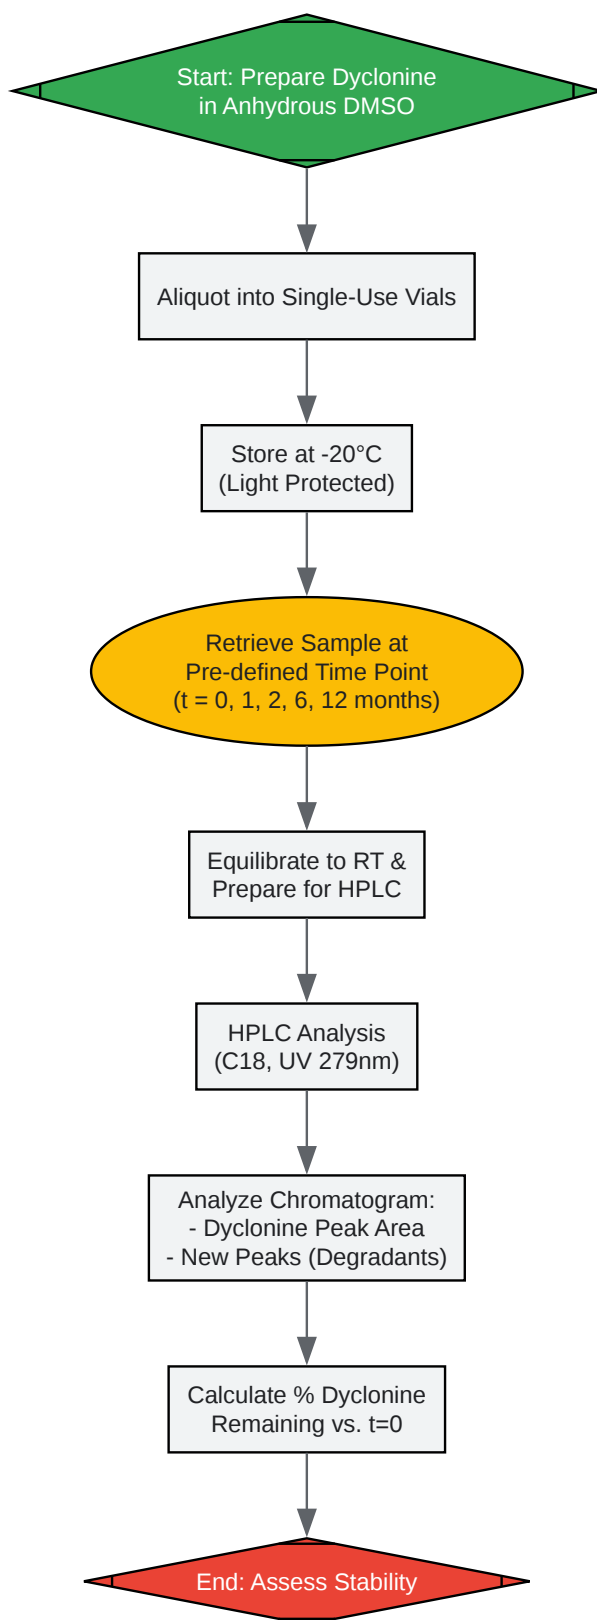 Start: Prepare Dyclonine
in Anhydrous DMSO
Aliquot into Single-Use Vials
Store at -20°C
(Light Protected)
Retrieve Sample at
Pre-defined Time Point
(t = 0, 1, 2, 6, 12 months)
Equilibrate to RT &
Prepare for HPLC
HPLC Analysis
(C18, UV 279nm)
Analyze Chromatogram:
- Dyclonine Peak Area
- New Peaks (Degradants)
Calculate % Dyclonine
Remaining vs. t=0
End: Assess Stability